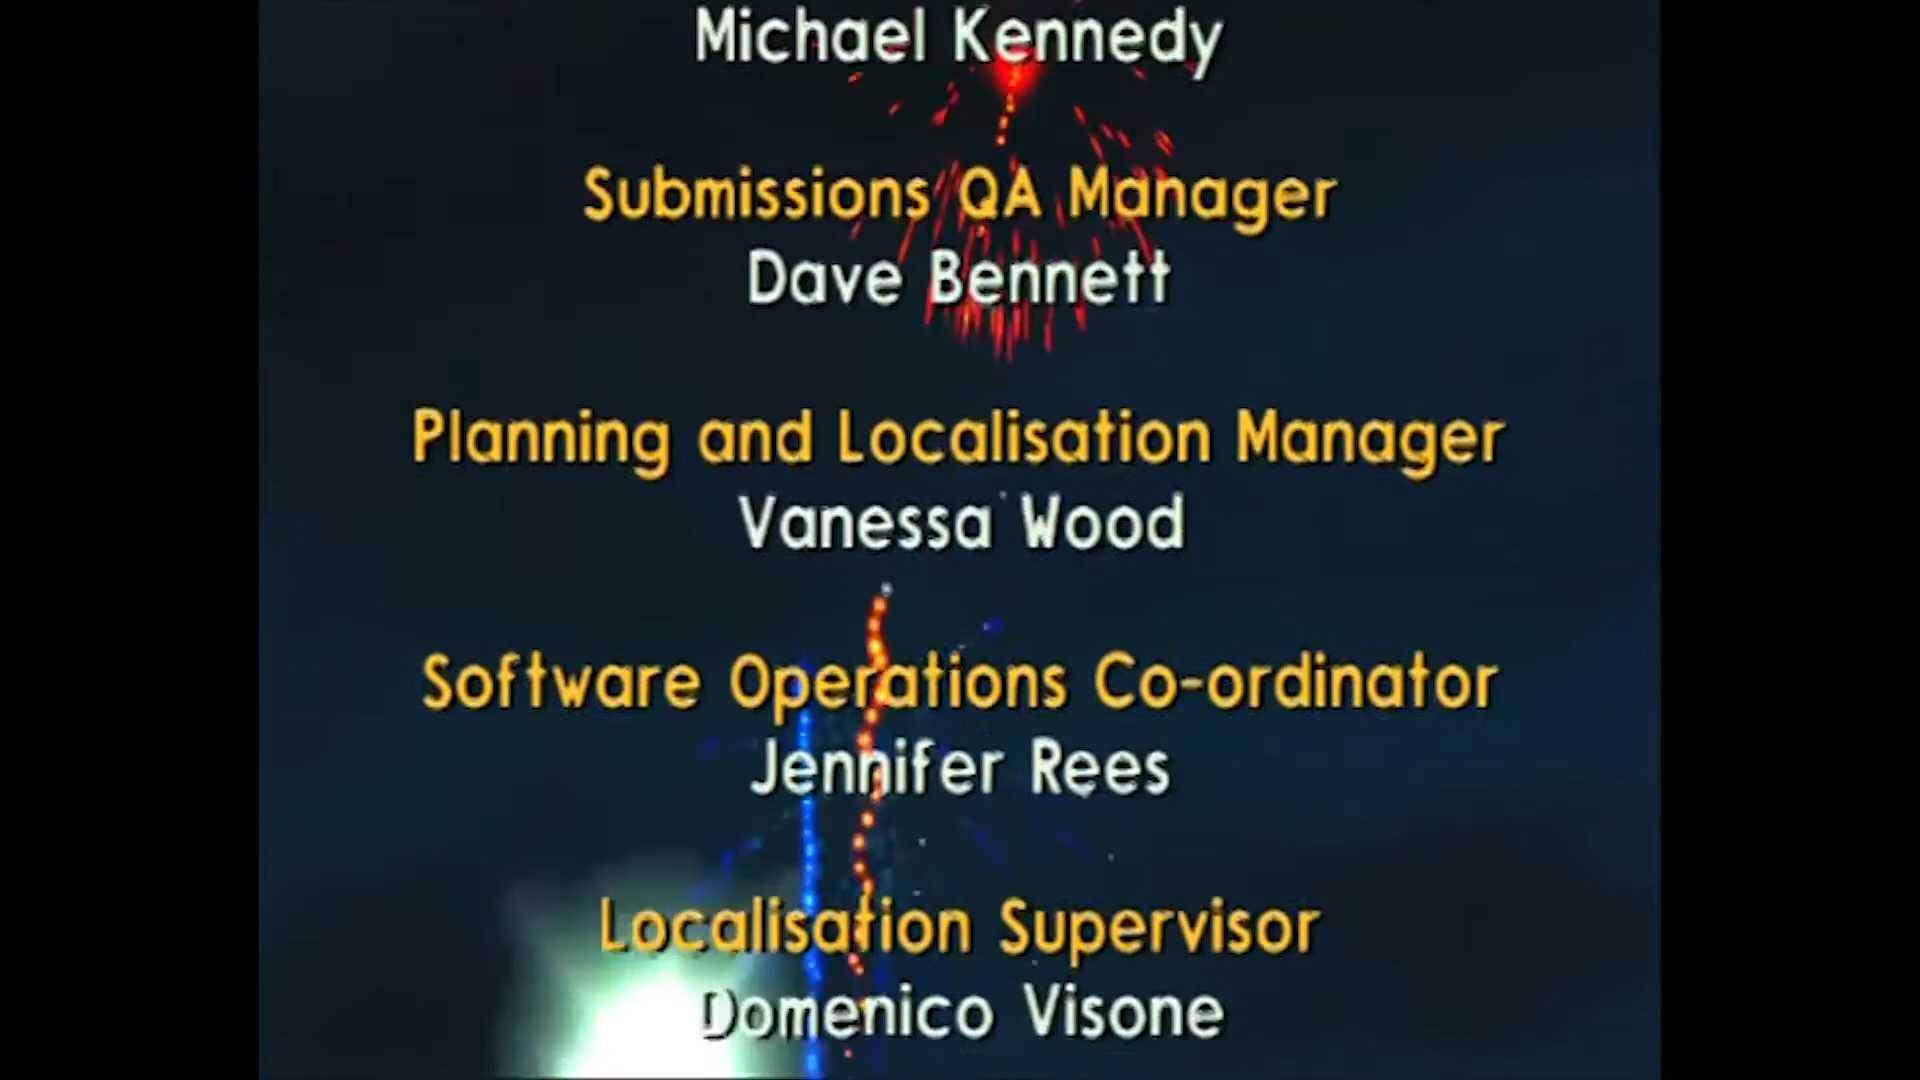 Michael Kennedy
Submissions QA Manager
Dave Bennett
Planning and Localisation Manager
Vanessa Wood
Software Operations Co-ordinator
Jennifer Rees
Localisation Supervisor
Domenico Visone